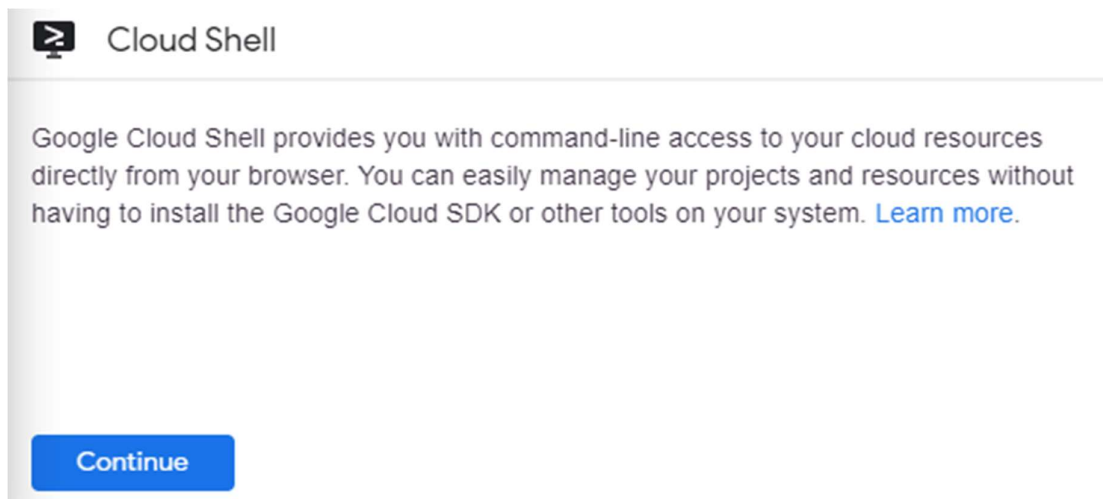 Cloud Shell
Google Cloud Shell provides you with command-line access to your cloud resources
directly from your browser. You can easily manage your projects and resources without
having to install the Google Cloud SDK or other tools on your system. Learn more.
Continue